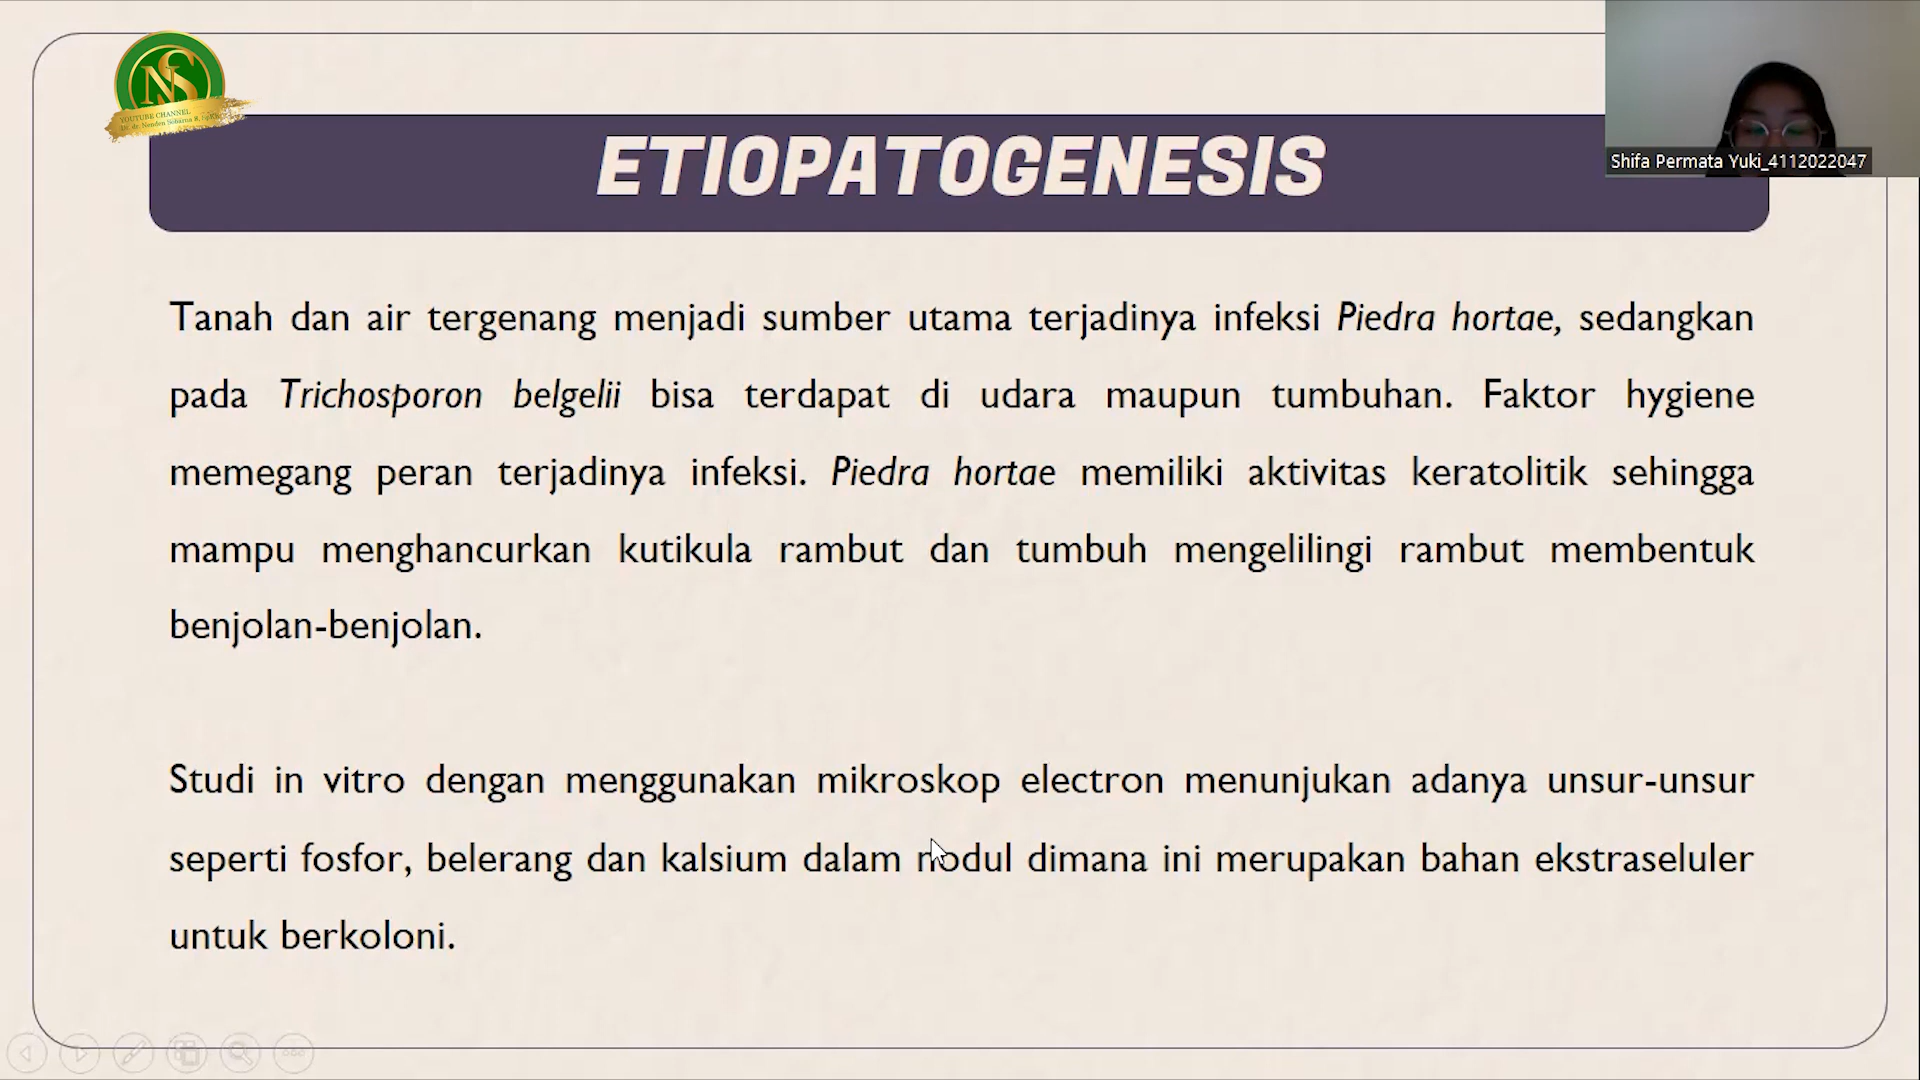 NS
YOUTUBE CHANNEL
ETIOPATOGENESIS
Shifa Permata Yuki_4112022047
Tanah dan air tergenang menjadi sumber utama terjadinya infeksi Piedra hortae, sedangkan
pada Trichosporon belgelii bisa terdapat di udara maupun tumbuhan. Faktor hygiene
memegang peran terjadinya infeksi. Piedra hortae memiliki aktivitas keratolitik sehingga
mampu menghancurkan kutikula rambut dan tumbuh mengelilingi rambut membentuk
benjolan-benjolan.
Studi in vitro dengan menggunakan mikroskop electron menunjukan adanya unsur-unsur
seperti fosfor, belerang dan kalsium dalam nodul dimana ini merupakan bahan ekstraseluler
untuk berkoloni.